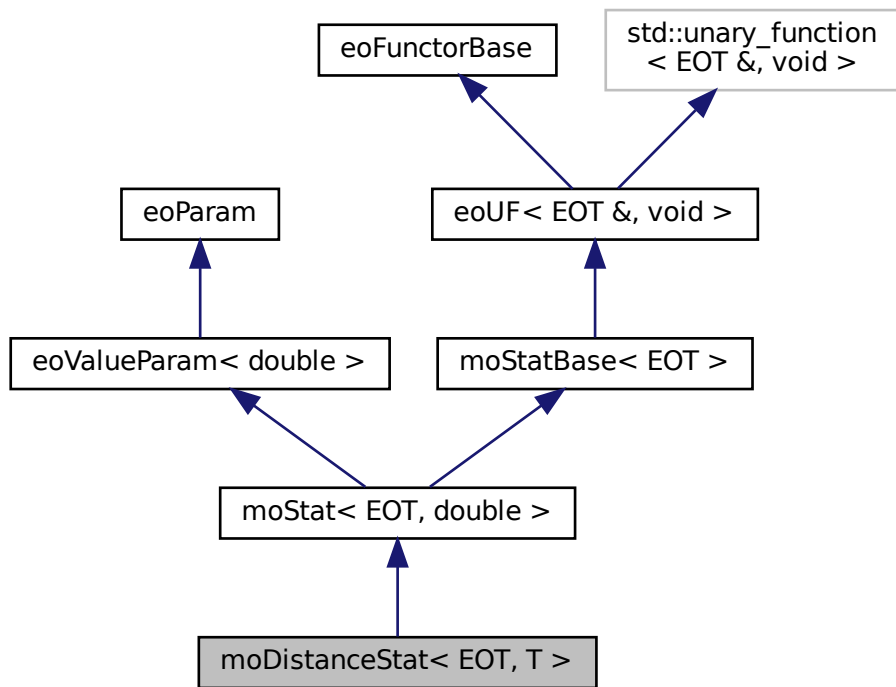 std::unary_function
< EOT &, void >
eoFunctorBase
eoParam
eoUF< EOT &, void >
eoValueParam< double >
moStatBase< EOT >
moStat< EOT, double >
moDistanceStat< EOT, T >